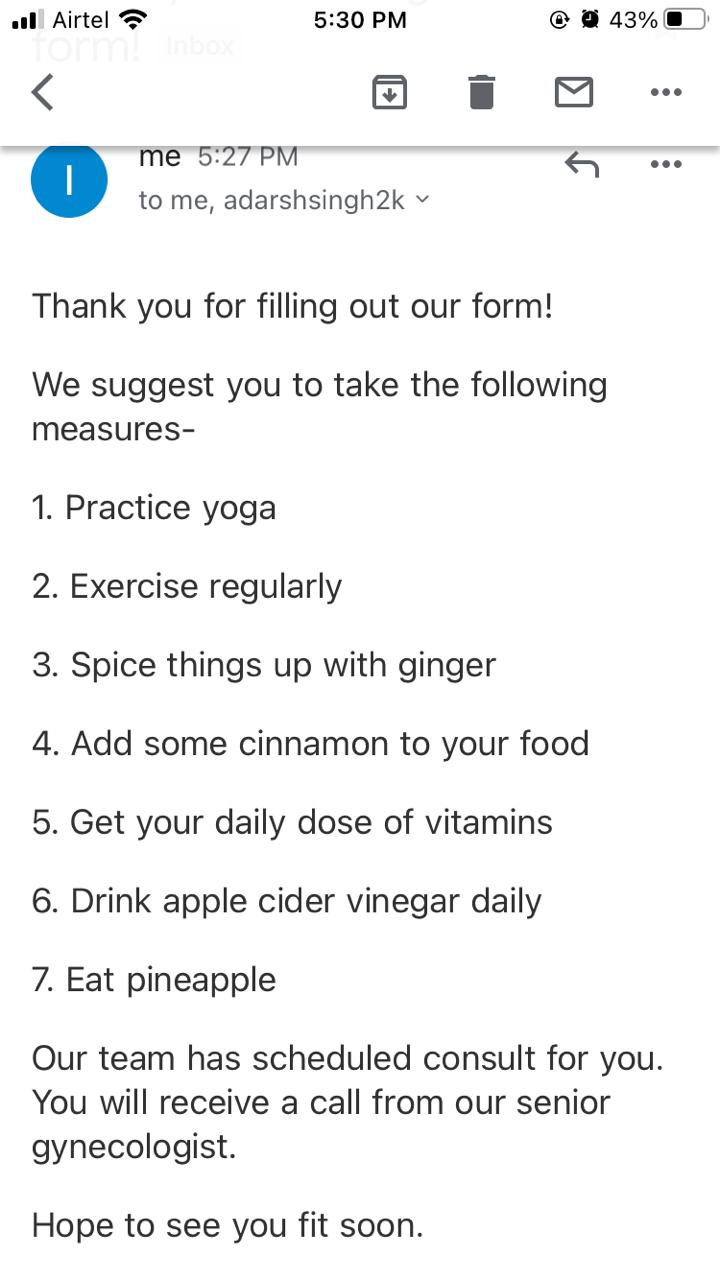 Airtel 5:30 PM 43%
form! Inbox
I
me 5:27 PM
to me, adarshsingh2k
Thank you for filling out our form!
We suggest you to take the following
measures-
1. Practice yoga
2. Exercise regularly
3. Spice things up with ginger
4. Add some cinnamon to your food
5. Get your daily dose of vitamins
6. Drink apple cider vinegar daily
7. Eat pineapple
Our team has scheduled consult for you.
You will receive a call from our senior
gynecologist.
Hope to see you fit soon.